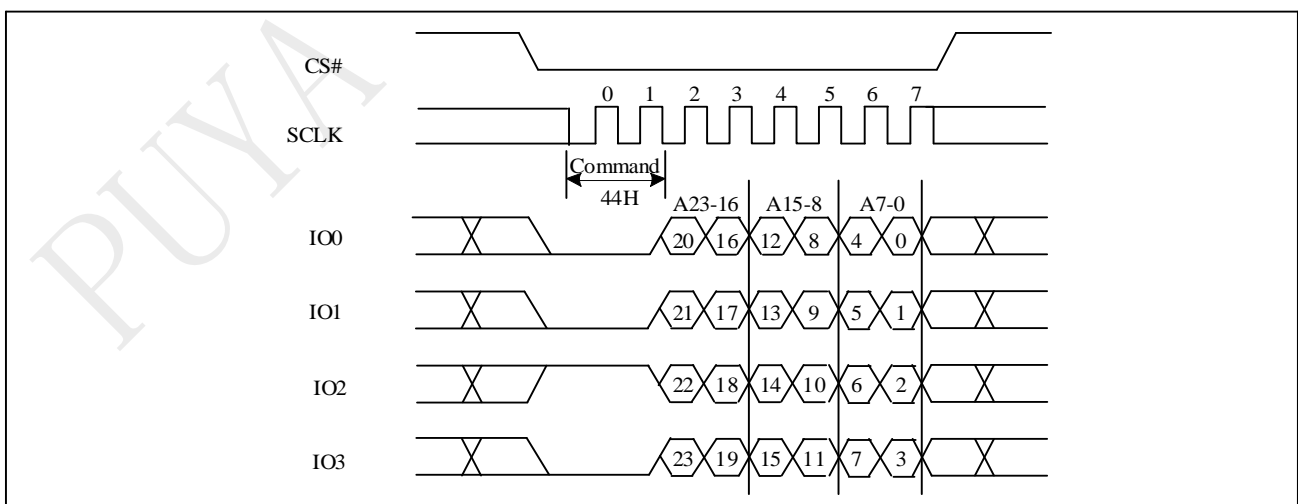 CS#
0 1 2 3 4 5 6 7
SCLK
Command
44H
A23-16 A15-8 A7-0
IO0
20 16 12 8 4 0
IO1
21 17 13 9 5 1
IO2
22 18 14 10 6 2
IO3
23 19 15 11 7 3
PUYA